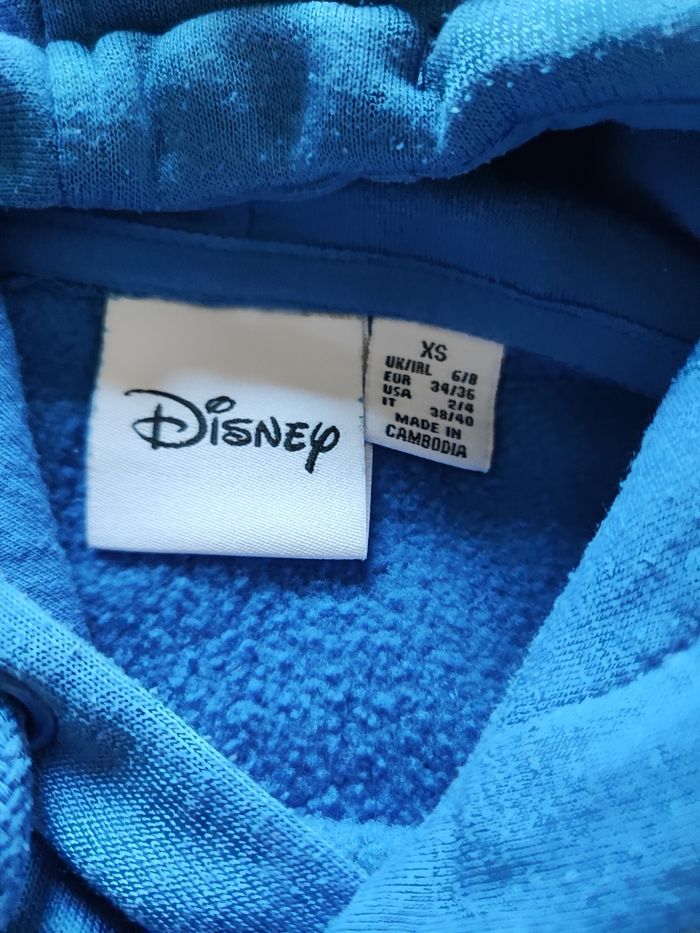 Disney
XS
UK/IRL 6/8
EUR 34/36
USA 2/4
IT 38/40
MADE IN
CAMBODIA